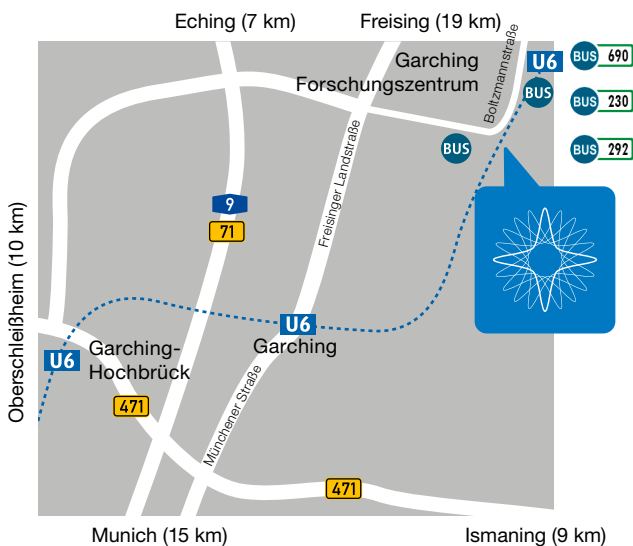 Eching (7 km)
Freising (19 km)
Garching
Forschungszentrum
Boltzmannstraße
U6
BUS
BUS 690
BUS 230
BUS 292
BUS
Freisinger Landstraße
9
71
Oberschleißheim (10 km)
U6
Garching
U6
Garching-
Hochbrück
471
Münchener Straße
471
Munich (15 km)
Ismaning (9 km)